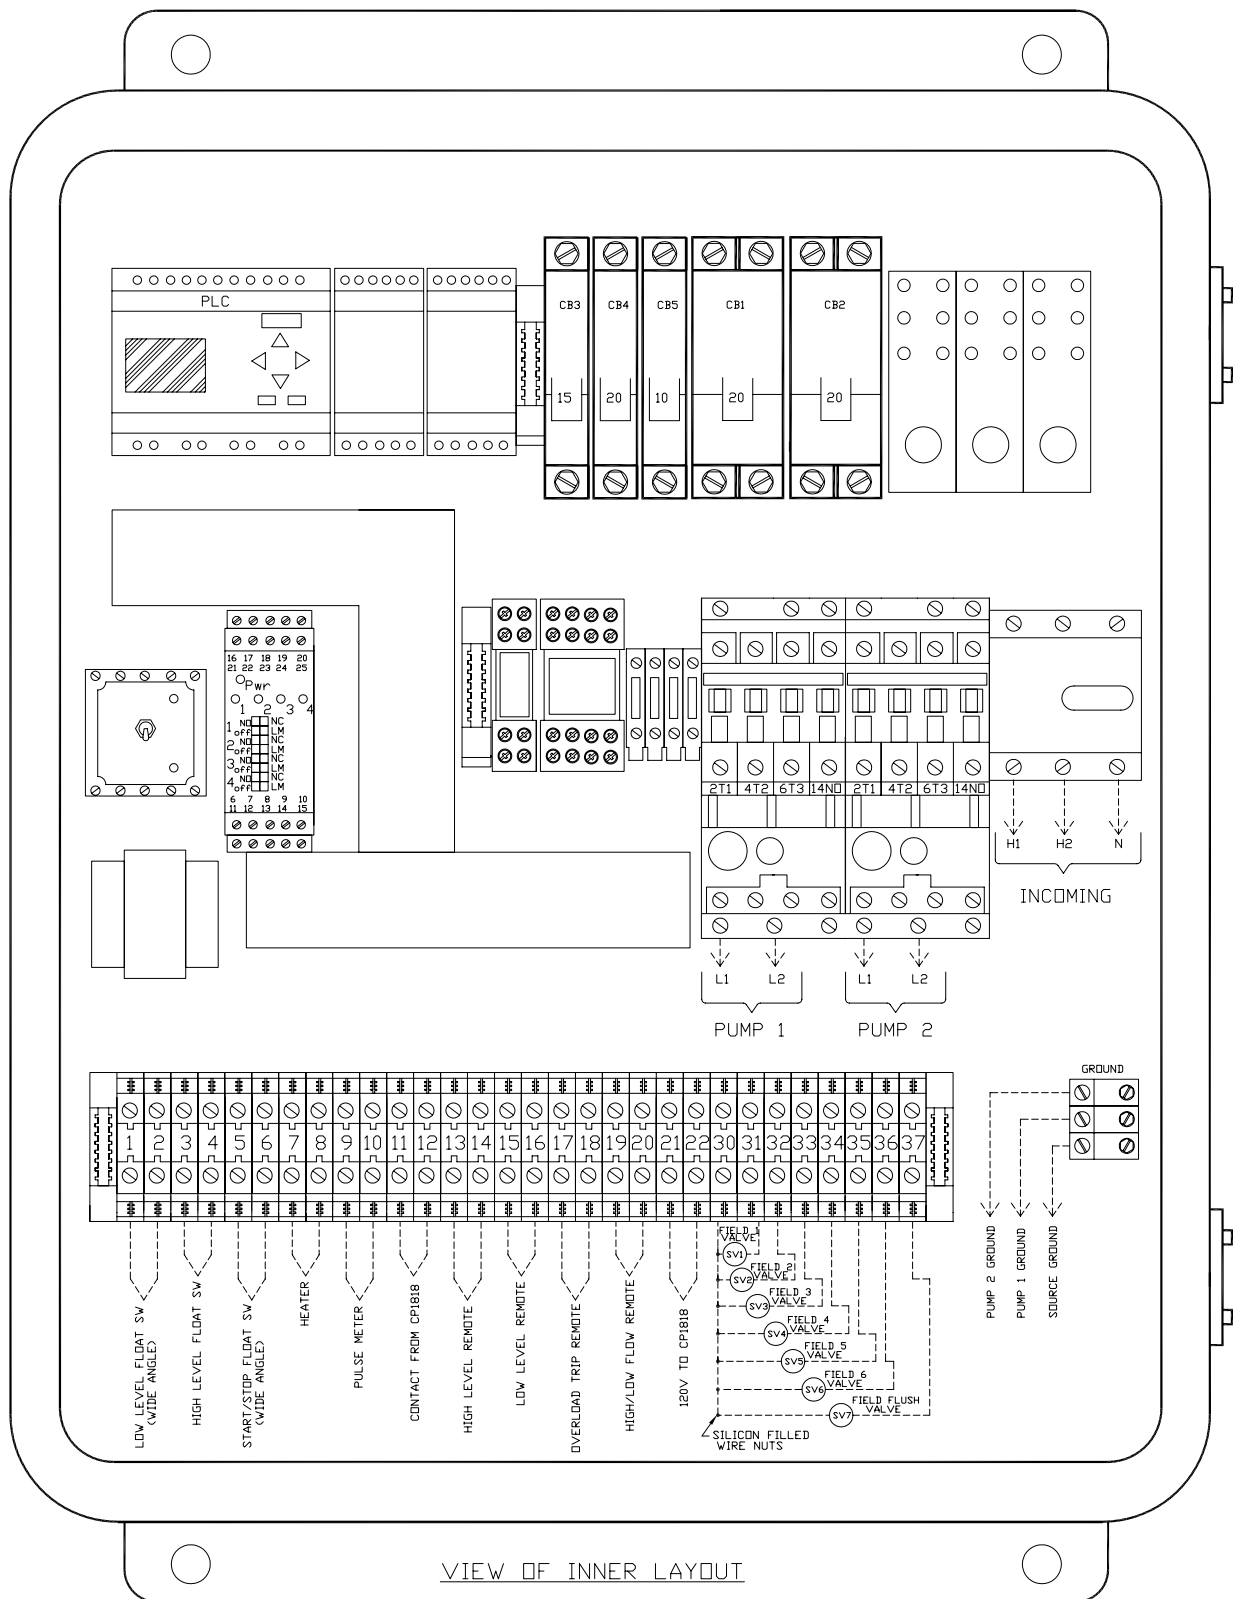 PLC
CB3
CB4
CB5
CB1
CB2
15
20
10
20
20
16 17 18 19 20
21 22 23 24 25
Pwr
1 2 3 4
1 NO NC
off LM
2 NO NC
off LM
3 NO NC
off LM
4 NO NC
off LM
6 7 8 9 10
11 12 13 14 15
2T1 4T2 6T3 14NO 2T1 4T2 6T3 14NO
H1 H2 N
INCOMING
L1 L2 L1 L2
PUMP 1 PUMP 2
GROUND
1 2 3 4 5 6 7 8 9 10 11 12 13 14 15 16 17 18 19 20 21 22 30 31 32 33 34 35 36 37
LOW LEVEL FLOAT SW
(WIDE ANGLE)
HIGH LEVEL FLOAT SW
START/STOP FLOAT SW
(WIDE ANGLE)
HEATER
PULSE METER
CONTACT FROM CP1818
HIGH LEVEL REMOTE
LOW LEVEL REMOTE
OVERLOAD TRIP REMOTE
HIGH/LOW FLOW REMOTE
120V TO CP1818
FIELD 1
VALVE
SV1
FIELD 2
VALVE
SV2
FIELD 3
VALVE
SV3
FIELD 4
VALVE
SV4
FIELD 5
VALVE
SV5
FIELD 6
VALVE
SV6
FIELD FLUSH
VALVE
SV7
SILICON FILLED
WIRE NUTS
PUMP 2 GROUND
PUMP 1 GROUND
SOURCE GROUND
VIEW OF INNER LAYOUT